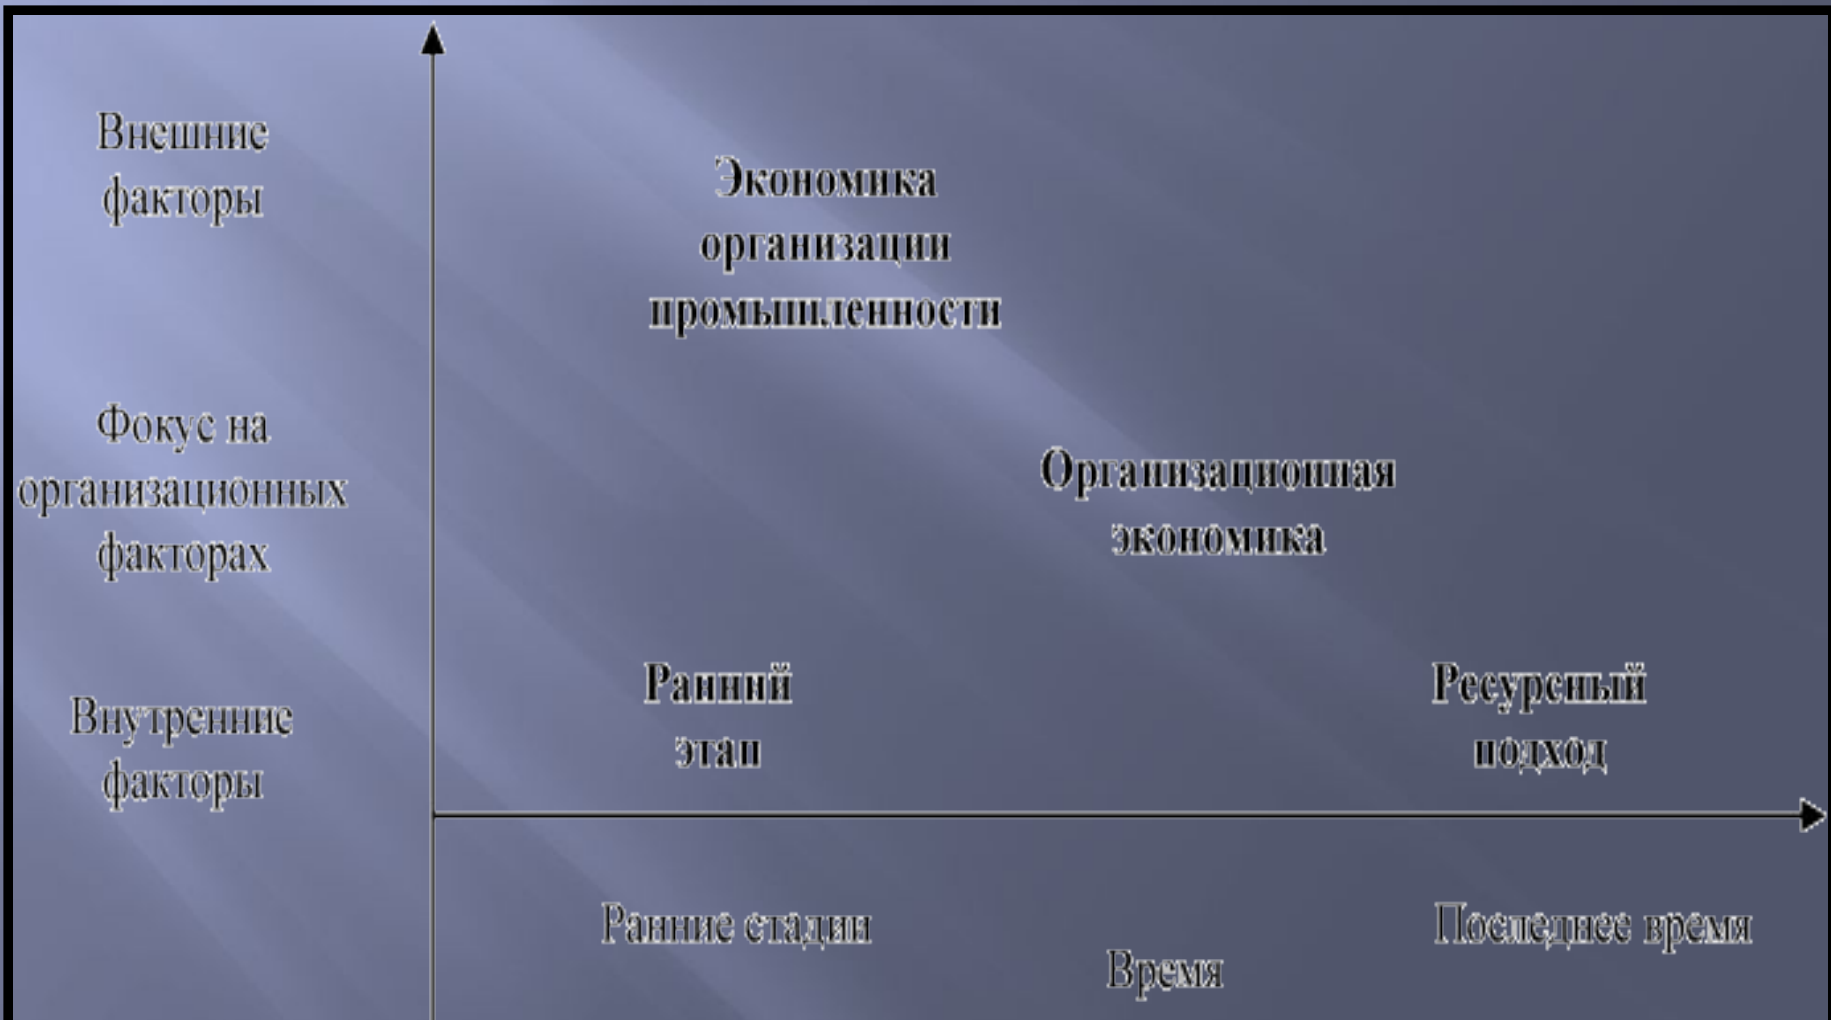 Внешние
факторы
Экономика
организации
промышленности
Фокус на
организационных
факторах
Организационная
экономика
Внутренние
факторы
Ранний
этап
Ресурсный
подход
Ранние стадии
Последнее время
Время